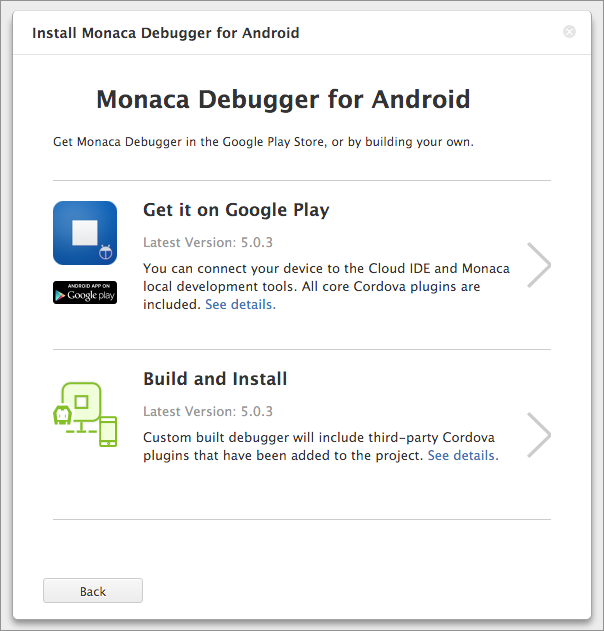 Install Monaca Debugger for Android
Monaca Debugger for Android
Get Monaca Debugger in the Google Play Store, or by building your own.
Get it on Google Play
Latest Version: 5.0.3
You can connect your device to the Cloud IDE and Monaca
local development tools. All core Cordova plugins are
included. See details.
ANDROID APP ON
Google play
Build and Install
Latest Version: 5.0.3
Custom built debugger will include third-party Cordova
plugins that have been added to the project. See details.
Back